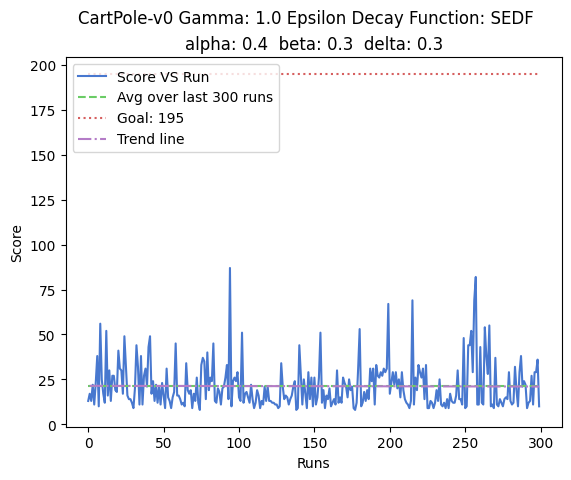 CartPole-v0 Gamma: 1.0 Epsilon Decay Function: SEDF
alpha: 0.4 beta: 0.3 delta: 0.3
200
175
150
125
100
75
50
25
0
Score
Score VS Run
Avg over last 300 runs
Goal: 195
Trend line
0 50 100 150 200 250 300
Runs